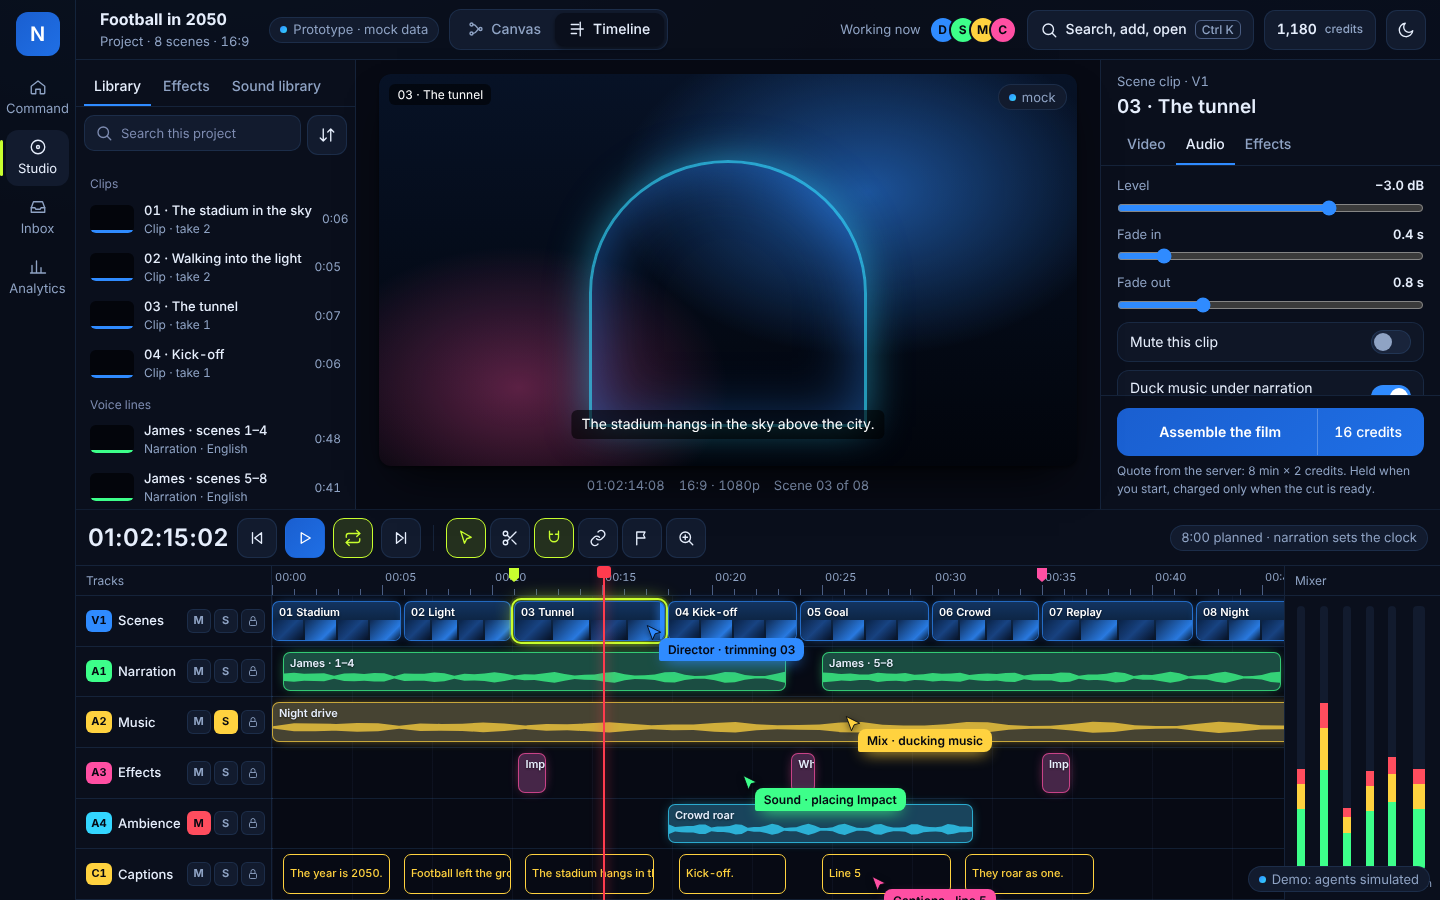 N
Football in 2050
Project · 8 scenes · 16:9
Prototype · mock data
Canvas
Timeline
Working now
D S M C
Search, add, open Ctrl K
1,180 credits
Command
Studio
Inbox
Analytics
Library Effects Sound library
Search this project
Clips
01 · The stadium in the sky
Clip · take 2
0:06
02 · Walking into the light
Clip · take 2
0:05
03 · The tunnel
Clip · take 1
0:07
04 · Kick-off
Clip · take 1
0:06
Voice lines
James · scenes 1–4
Narration · English
0:48
James · scenes 5–8
Narration · English
0:41
03 · The tunnel
mock
The stadium hangs in the sky above the city.
01:02:14:08 16:9 · 1080p Scene 03 of 08
Scene clip · V1
03 · The tunnel
Video Audio Effects
Level −3.0 dB
Fade in 0.4 s
Fade out 0.8 s
Mute this clip
Duck music under narration
Assemble the film 16 credits
Quote from the server: 8 min × 2 credits. Held when
you start, charged only when the cut is ready.
01:02:15:02
8:00 planned · narration sets the clock
Tracks
00:00 00:05 00:15 00:20 00:25 00:30 00:35 00:40
Mixer
V1 Scenes M S
01 Stadium 02 Light 03 Tunnel 04 Kick-off 05 Goal 06 Crowd 07 Replay 08 Night
Director · trimming 03
A1 Narration M S
James · 1–4 James · 5–8
A2 Music M S
Night drive
Mix · ducking music
A3 Effects M S
Imp Wh Imp
Sound · placing Impact
A4 Ambience M S
Crowd roar
C1 Captions M S
The year is 2050. Football left the gro The stadium hangs in th Kick-off. Line 5 They roar as one.
Captions · line 5
Demo: agents simulated